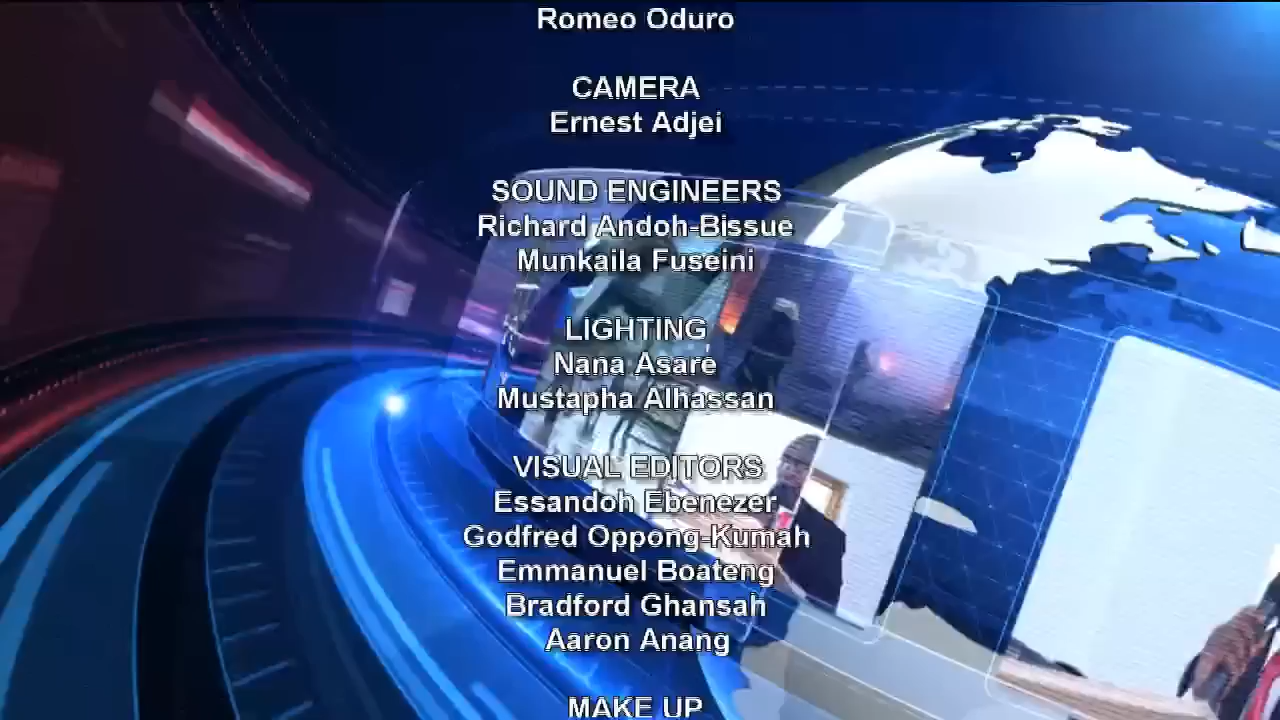 Romeo Oduro
CAMERA
Ernest Adjei
SOUND ENGINEERS
Richard Andoh-Bissue
Munkaila Fuseini
LIGHTING
Nana Asare
Mustapha Alhassan
VISUAL EDITORS
Essandoh Ebenezer
Godfred Oppong-Kumah
Emmanuel Boateng
Bradford Ghansah
Aaron Anang
MAKE UP